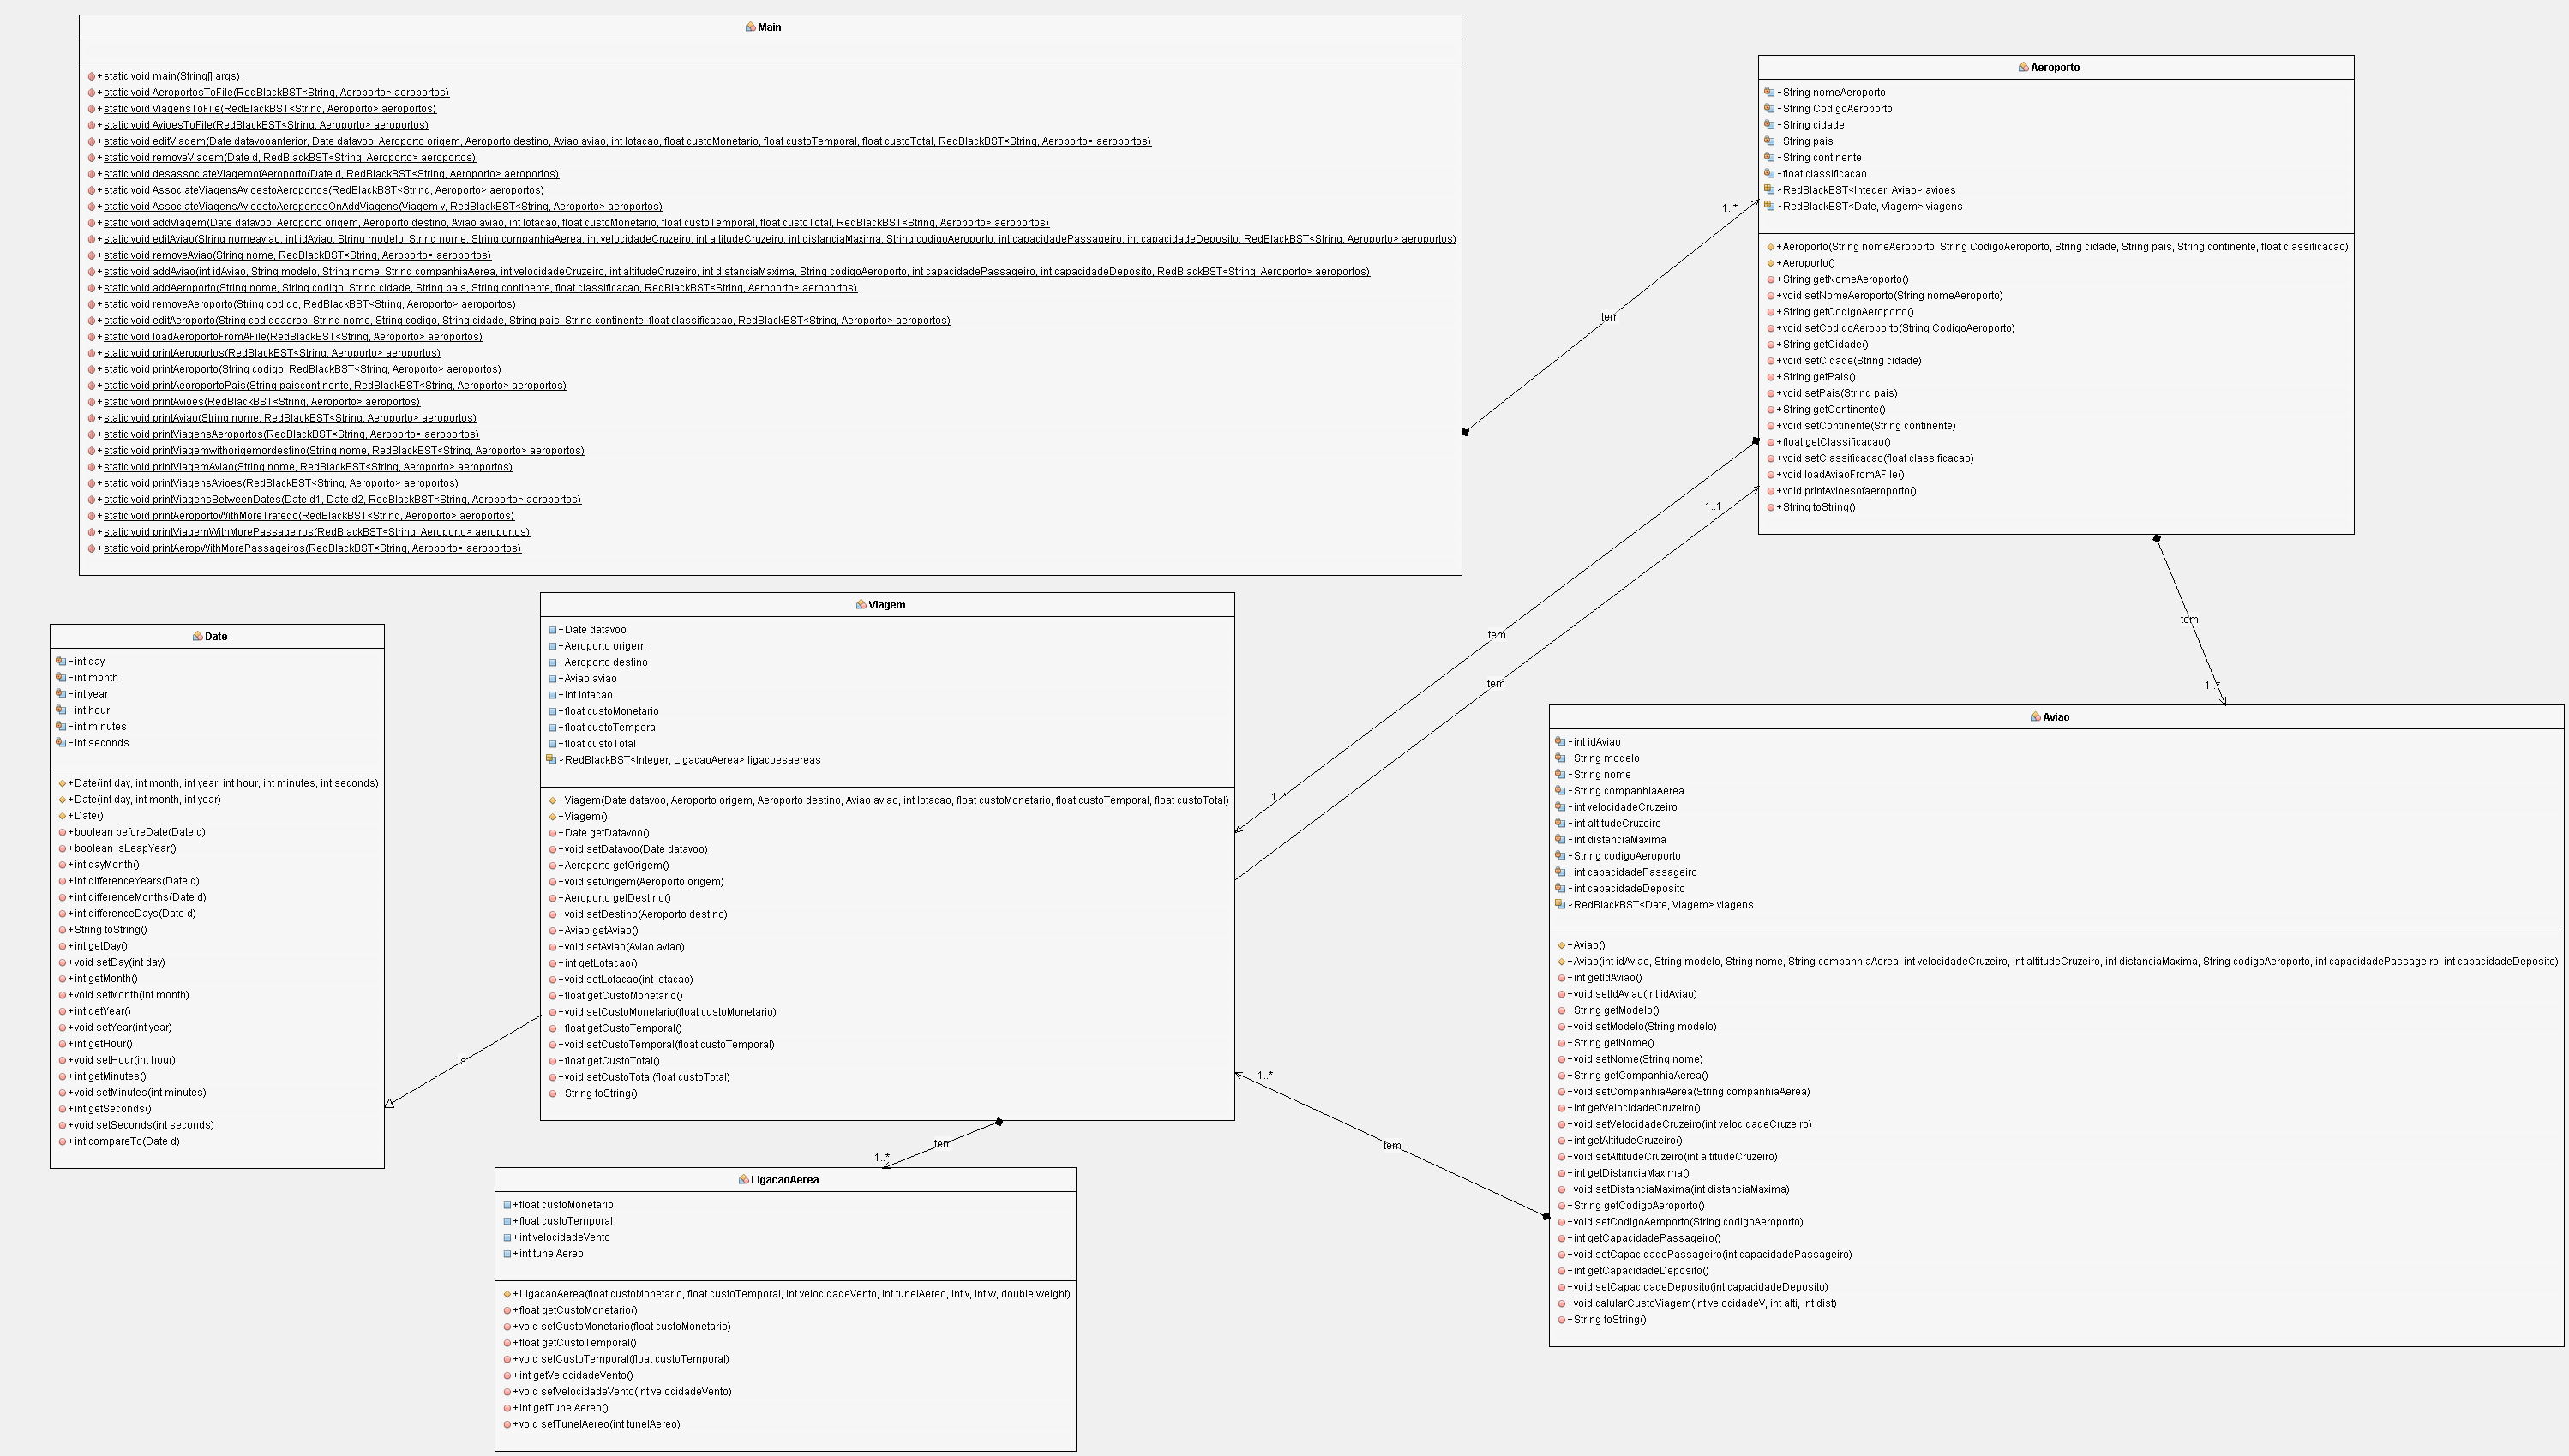 Main
+static void main(String[] args)
+static void AeroportosToFile(RedBlackBST<String, Aeroporto> aeroportos)
+static void ViagensToFile(RedBlackBST<String, Aeroporto> aeroportos)
+static void AvioesToFile(RedBlackBST<String, Aeroporto> aeroportos)
+static void editViagem(Date datavooanterior, Date datavoo, Aeroporto origem, Aeroporto destino, Aviao aviao, int lotacao, float custoMonetario, float custoTemporal, float custoTotal, RedBlackBST<String, Aeroporto> aeroportos)
+static void removeViagem(Date d, RedBlackBST<String, Aeroporto> aeroportos)
+static void desassociateViagemofAeroporto(Date d, RedBlackBST<String, Aeroporto> aeroportos)
+static void AssociateViagensAvioestoAeroportos(RedBlackBST<String, Aeroporto> aeroportos)
+static void AssociateViagensAvioestoAeroportosOnAddViagens(Viagem v, RedBlackBST<String, Aeroporto> aeroportos)
+static void addViagem(Date datavoo, Aeroporto origem, Aeroporto destino, Aviao aviao, int lotacao, float custoMonetario, float custoTemporal, float custoTotal, RedBlackBST<String, Aeroporto> aeroportos)
+static void editAviao(String nomeaviao, int idAviao, String modelo, String nome, String companhiaAerea, int velocidadeCruzeiro, int altitudeCruzeiro, int distanciaMaxima, String codigoAeroporto, int capacidadePassageiro, int capacidadeDeposito, RedBlackBST<String, Aeroporto> aeroportos)
+static void removeAviao(String nome, RedBlackBST<String, Aeroporto> aeroportos)
+static void addAviao(int idAviao, String modelo, String nome, String companhiaAerea, int velocidadeCruzeiro, int altitudeCruzeiro, int distanciaMaxima, String codigoAeroporto, int capacidadePassageiro, int capacidadeDeposito, RedBlackBST<String, Aeroporto> aeroportos)
+static void addAeroporto(String nome, String codigo, String cidade, String pais, String continente, float classificacao, RedBlackBST<String, Aeroporto> aeroportos)
+static void removeAeroporto(String codigo, RedBlackBST<String, Aeroporto> aeroportos)
+static void editAeroporto(String codigoaerop, String nome, String codigo, String cidade, String pais, String continente, float classificacao, RedBlackBST<String, Aeroporto> aeroportos)
+static void loadAeroportoFromAFile(RedBlackBST<String, Aeroporto> aeroportos)
+static void printAeroportos(RedBlackBST<String, Aeroporto> aeroportos)
+static void printAeroporto(String codigo, RedBlackBST<String, Aeroporto> aeroportos)
+static void printAeoroportoPais(String paiscontinente, RedBlackBST<String, Aeroporto> aeroportos)
+static void printAvioes(RedBlackBST<String, Aeroporto> aeroportos)
+static void printAviao(String nome, RedBlackBST<String, Aeroporto> aeroportos)
+static void printViagensAeroportos(RedBlackBST<String, Aeroporto> aeroportos)
+static void printViagemwithorigemordestino(String nome, RedBlackBST<String, Aeroporto> aeroportos)
+static void printViagemAviao(String nome, RedBlackBST<String, Aeroporto> aeroportos)
+static void printViagensAvioes(RedBlackBST<String, Aeroporto> aeroportos)
+static void printViagensBetweenDates(Date d1, Date d2, RedBlackBST<String, Aeroporto> aeroportos)
+static void printAeroportoWithMoreTrafego(RedBlackBST<String, Aeroporto> aeroportos)
+static void printViagemWithMorePassageiros(RedBlackBST<String, Aeroporto> aeroportos)
+static void printAeropWithMorePassageiros(RedBlackBST<String, Aeroporto> aeroportos)
Aeroporto
-String nomeAeroporto
-String CodigoAeroporto
-String cidade
-String pais
-String continente
-float classificacao
-RedBlackBST<Integer, Aviao> avioes
-RedBlackBST<Date, Viagem> viagens
+Aeroporto(String nomeAeroporto, String CodigoAeroporto, String cidade, String pais, String continente, float classificacao)
+Aeroporto()
+String getNomeAeroporto()
+void setNomeAeroporto(String nomeAeroporto)
+String getCodigoAeroporto()
+void setCodigoAeroporto(String CodigoAeroporto)
+String getCidade()
+void setCidade(String cidade)
+String getPais()
+void setPais(String pais)
+String getContinente()
+void setContinente(String continente)
+float getClassificacao()
+void setClassificacao(float classificacao)
+void loadAviaoFromAFile()
+void printAvioesofaeroporto()
+String toString()
1..*
tem
1..1
tem
tem
1..*
tem
1..*
Date
-int day
-int month
-int year
-int hour
-int minutes
-int seconds
+Date(int day, int month, int year, int hour, int minutes, int seconds)
+Date(int day, int month, int year)
+Date()
+boolean beforeDate(Date d)
+boolean isLeapYear()
+int dayMonth()
+int differenceYears(Date d)
+int differenceMonths(Date d)
+int differenceDays(Date d)
+String toString()
+int getDay()
+void setDay(int day)
+int getMonth()
+void setMonth(int month)
+int getYear()
+void setYear(int year)
+int getHour()
+void setHour(int hour)
+int getMinutes()
+void setMinutes(int minutes)
+int getSeconds()
+void setSeconds(int seconds)
+int compareTo(Date d)
is
Viagem
+Date datavoo
+Aeroporto origem
+Aeroporto destino
+Aviao aviao
+int lotacao
+float custoMonetario
+float custoTemporal
+float custoTotal
-RedBlackBST<Integer, LigacaoAerea> ligacoesaereas
+Viagem(Date datavoo, Aeroporto origem, Aeroporto destino, Aviao aviao, int lotacao, float custoMonetario, float custoTemporal, float custoTotal)
+Viagem()
+Date getDatavoo()
+void setDatavoo(Date datavoo)
+Aeroporto getOrigem()
+void setOrigem(Aeroporto origem)
+Aeroporto getDestino()
+void setDestino(Aeroporto destino)
+Aviao getAviao()
+void setAviao(Aviao aviao)
+int getLotacao()
+void setLotacao(int lotacao)
+float getCustoMonetario()
+void setCustoMonetario(float custoMonetario)
+float getCustoTemporal()
+void setCustoTemporal(float custoTemporal)
+float getCustoTotal()
+void setCustoTotal(float custoTotal)
+String toString()
1..*
tem
tem
1..*
LigacaoAerea
+float custoMonetario
+float custoTemporal
+int velocidadeVento
+int tunelAereo
+LigacaoAerea(float custoMonetario, float custoTemporal, int velocidadeVento, int tunelAereo, int v, int w, double weight)
+float getCustoMonetario()
+void setCustoMonetario(float custoMonetario)
+float getCustoTemporal()
+void setCustoTemporal(float custoTemporal)
+int getVelocidadeVento()
+void setVelocidadeVento(int velocidadeVento)
+int getTunelAereo()
+void setTunelAereo(int tunelAereo)
Aviao
-int idAviao
-String modelo
-String nome
-String companhiaAerea
-int velocidadeCruzeiro
-int altitudeCruzeiro
-int distanciaMaxima
-String codigoAeroporto
-int capacidadePassageiro
-int capacidadeDeposito
-RedBlackBST<Date, Viagem> viagens
+Aviao()
+Aviao(int idAviao, String modelo, String nome, String companhiaAerea, int velocidadeCruzeiro, int altitudeCruzeiro, int distanciaMaxima, String codigoAeroporto, int capacidadePassageiro, int capacidadeDeposito)
+int getIdAviao()
+void setIdAviao(int idAviao)
+String getModelo()
+void setModelo(String modelo)
+String getNome()
+void setNome(String nome)
+String getCompanhiaAerea()
+void setCompanhiaAerea(String companhiaAerea)
+int getVelocidadeCruzeiro()
+void setVelocidadeCruzeiro(int velocidadeCruzeiro)
+int getAltitudeCruzeiro()
+void setAltitudeCruzeiro(int altitudeCruzeiro)
+int getDistanciaMaxima()
+void setDistanciaMaxima(int distanciaMaxima)
+String getCodigoAeroporto()
+void setCodigoAeroporto(String codigoAeroporto)
+int getCapacidadePassageiro()
+void setCapacidadePassageiro(int capacidadePassageiro)
+int getCapacidadeDeposito()
+void setCapacidadeDeposito(int capacidadeDeposito)
+void calularCustoViagem(int velocidadeV, int alti, int dist)
+String toString()